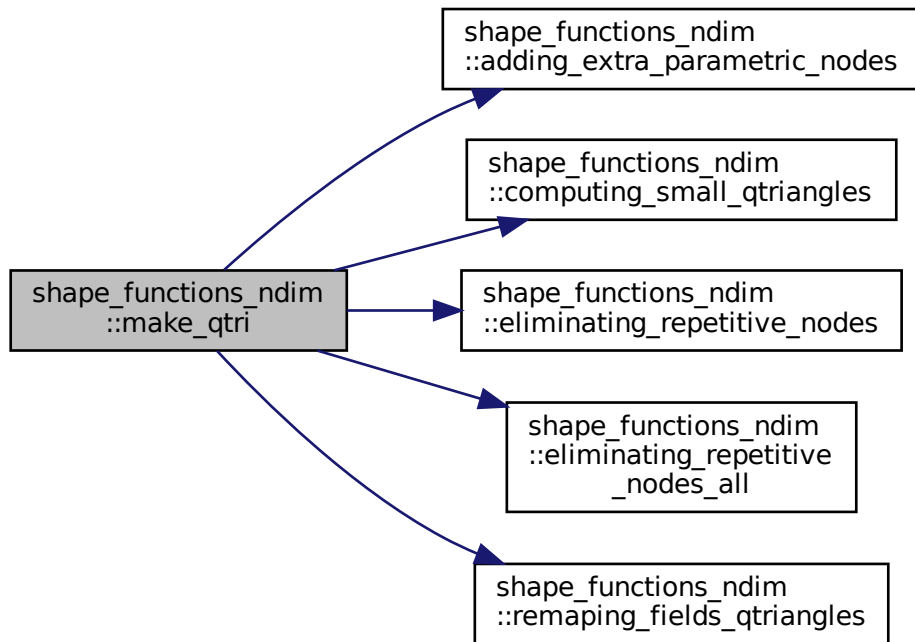 shape_functions_ndim
::adding_extra_parametric_nodes
shape_functions_ndim
::computing_small_qtriangles
shape_functions_ndim
::make_qtri
shape_functions_ndim
::eliminating_repetitive_nodes
shape_functions_ndim
::eliminating_repetitive
_nodes_all
shape_functions_ndim
::remaping_fields_qtriangles